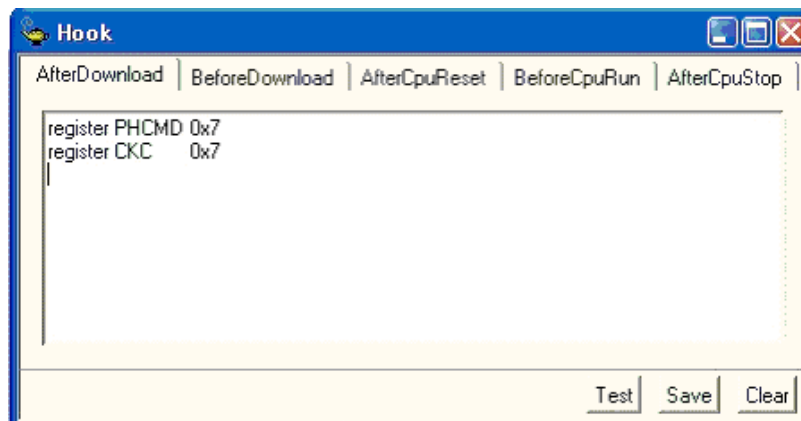 Hook
AfterDownload BeforeDownload AfterCpuReset BeforeCpuRun AfterCpuStop
register PHCMD 0x7
register CKC 0x7
Test Save Clear